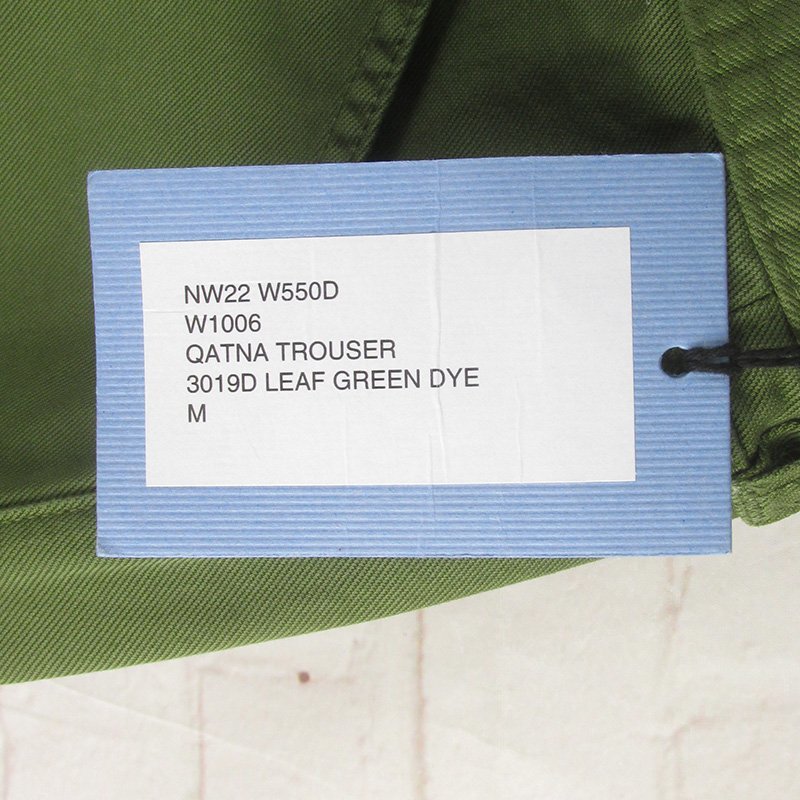 NW22 W550D
W1006
QATNA TROUSER
3019D LEAF GREEN DYE
M